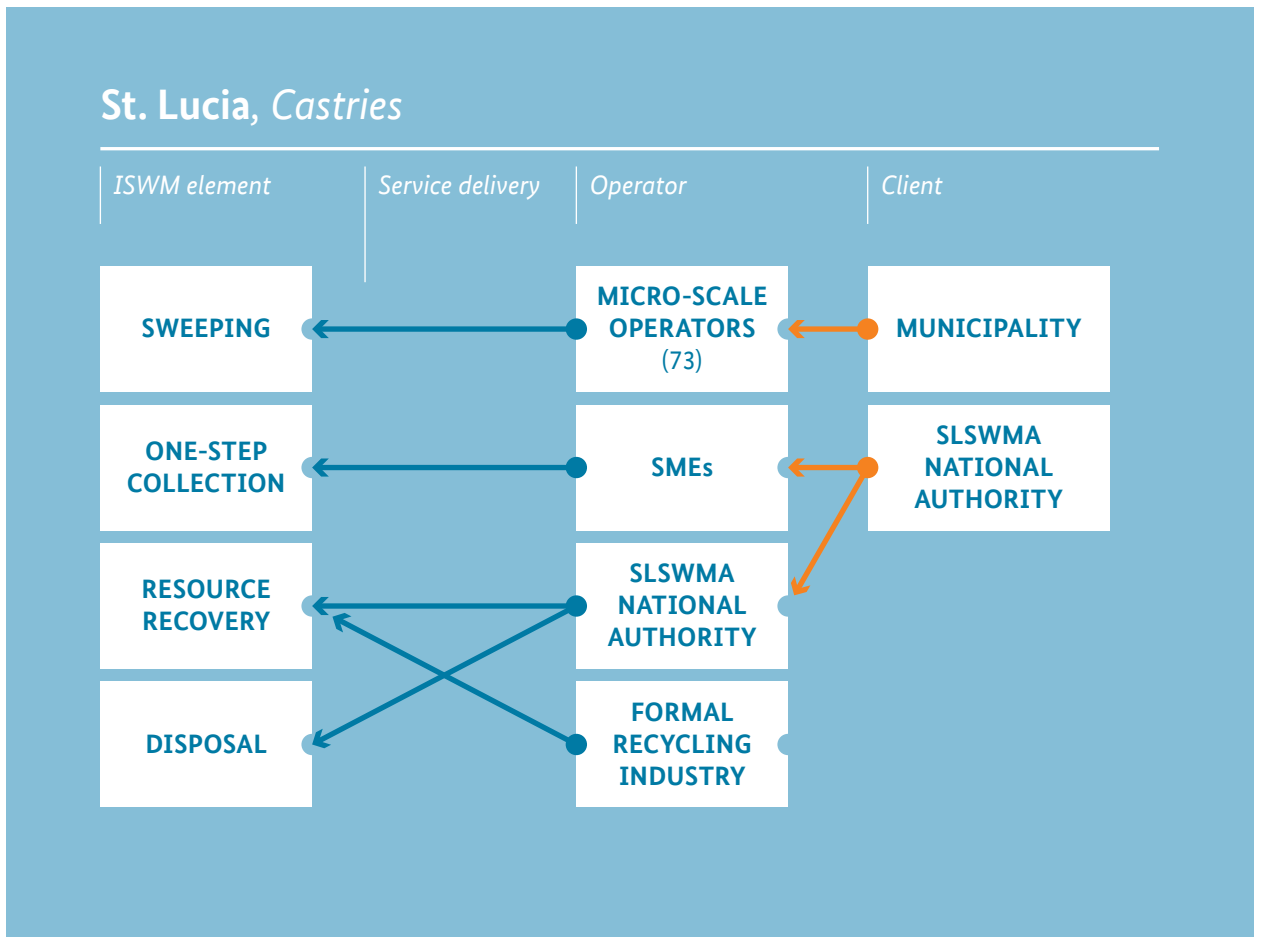 St. Lucia, Castries
ISWM element
Service delivery
Operator
Client
SWEEPING
MICRO-SCALE
OPERATORS
(73)
MUNICIPALITY
ONE-STEP
COLLECTION
SMEs
SLSWMA
NATIONAL
AUTHORITY
RESOURCE
RECOVERY
SLSWMA
NATIONAL
AUTHORITY
DISPOSAL
FORMAL
RECYCLING
INDUSTRY